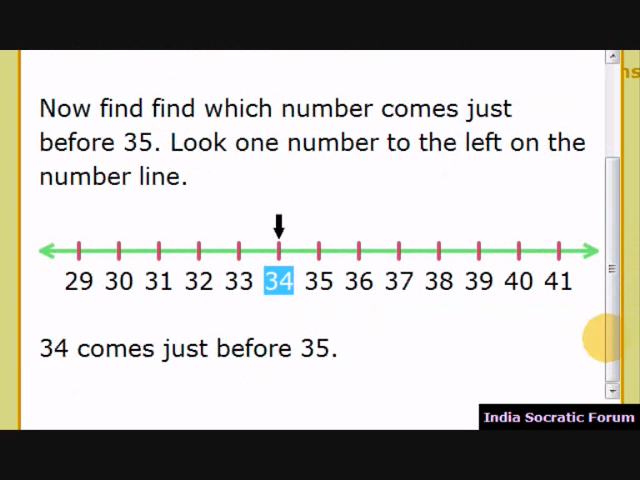 Now find find which number comes just
before 35. Look one number to the left on the
number line.
29 30 31 32 33 34 35 36 37 38 39 40 41
34 comes just before 35.
India Socratic Forum